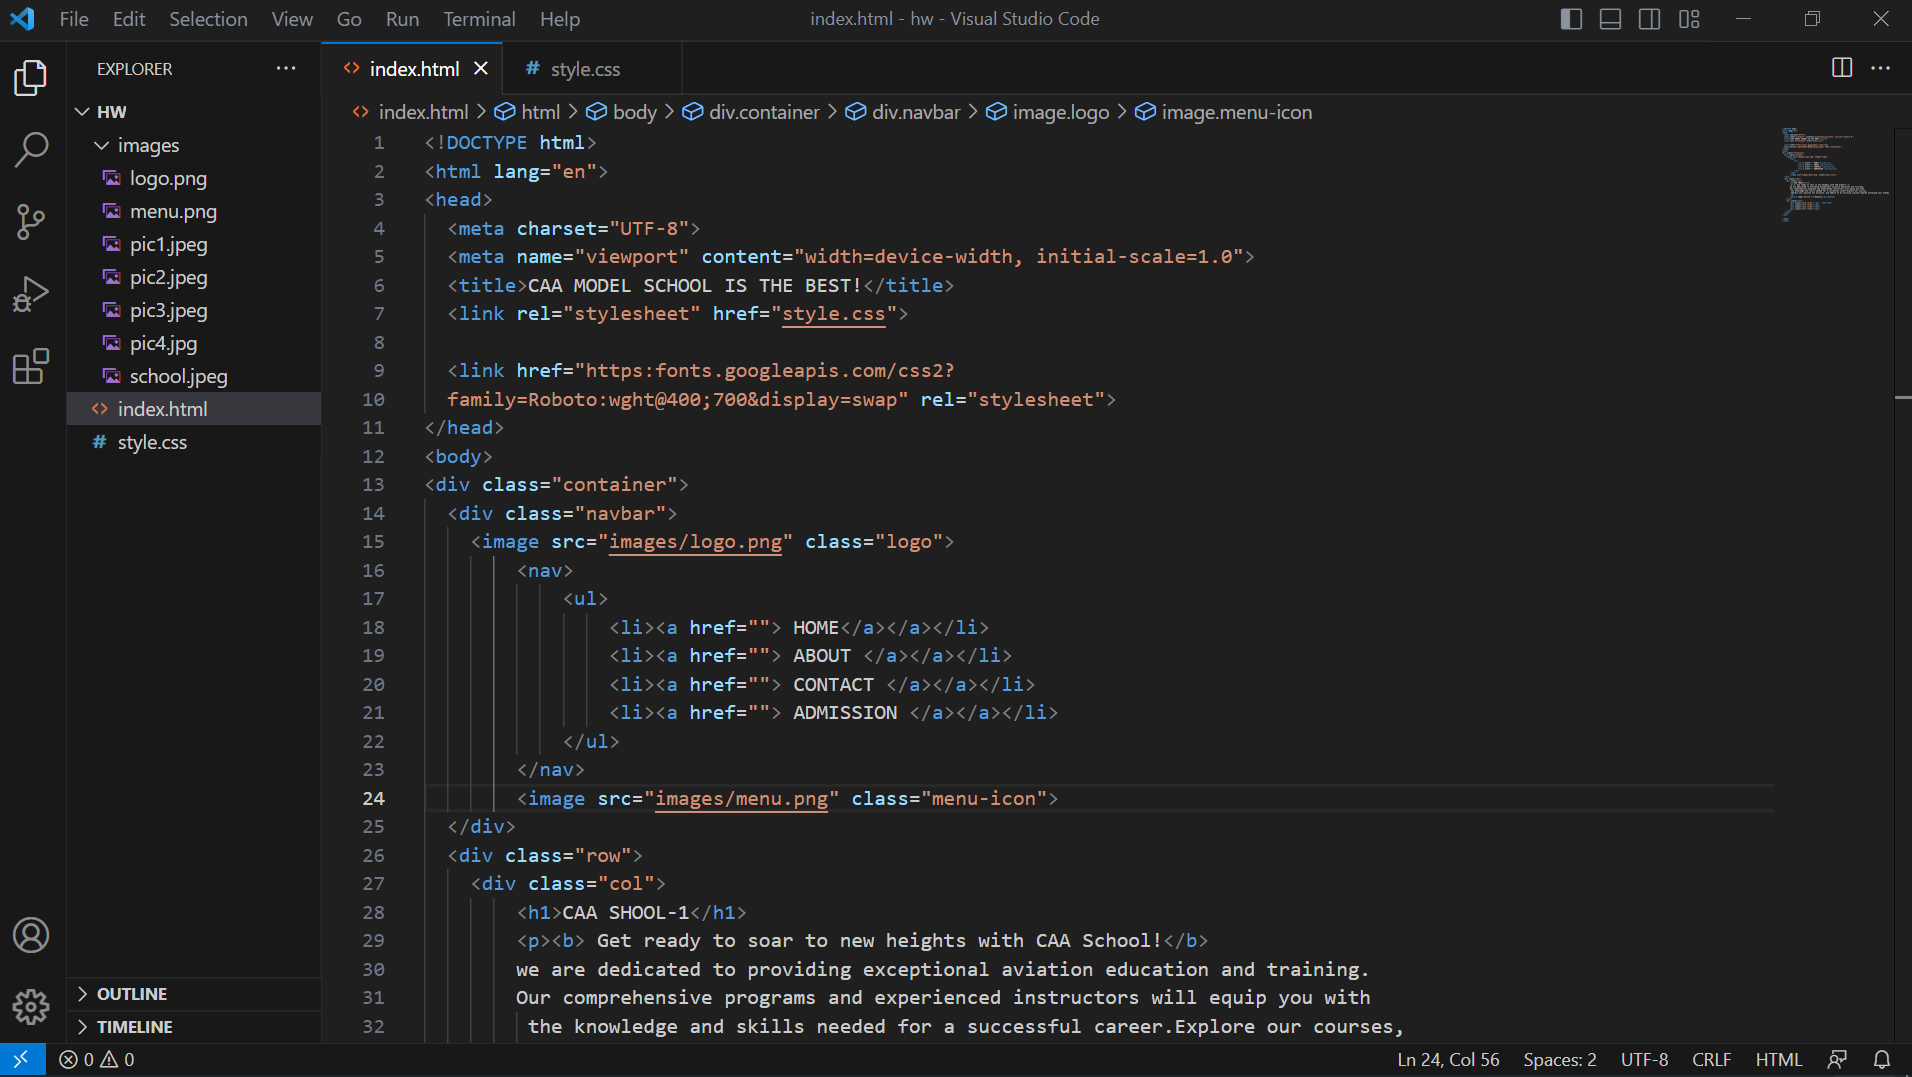 File Edit Selection View Go Run Terminal Help
index.html - hw - Visual Studio Code
EXPLORER
HW
images
logo.png
menu.png
pic1.jpeg
pic2.jpeg
pic3.jpeg
pic4.jpg
school.jpeg
index.html
style.css
OUTLINE
TIMELINE
index.html style.css
index.html > html > body > div.container > div.navbar > image.logo > image.menu-icon
1 <!DOCTYPE html>
2 <html lang="en">
3 <head>
4 <meta charset="UTF-8">
5 <meta name="viewport" content="width=device-width, initial-scale=1.0">
6 <title>CAA MODEL SCHOOL IS THE BEST!</title>
7 <link rel="stylesheet" href="style.css">
8
9 <link href="https:fonts.googleapis.com/css2?
10 family=Roboto:wght@400;700&display=swap" rel="stylesheet">
11 </head>
12 <body>
13 <div class="container">
14 <div class="navbar">
15 <image src="images/logo.png" class="logo">
16 <nav>
17 <ul>
18 <li><a href=""> HOME</a></a></li>
19 <li><a href=""> ABOUT </a></a></li>
20 <li><a href=""> CONTACT </a></a></li>
21 <li><a href=""> ADMISSION </a></a></li>
22 </ul>
23 </nav>
24 <image src="images/menu.png" class="menu-icon">
25 </div>
26 <div class="row">
27 <div class="col">
28 <h1>CAA SHOOL-1</h1>
29 <p><b> Get ready to soar to new heights with CAA School!</b>
30 we are dedicated to providing exceptional aviation education and training.
31 Our comprehensive programs and experienced instructors will equip you with
32 the knowledge and skills needed for a successful career.Explore our courses,
0 0
Ln 24, Col 56 Spaces: 2 UTF-8 CRLF HTML